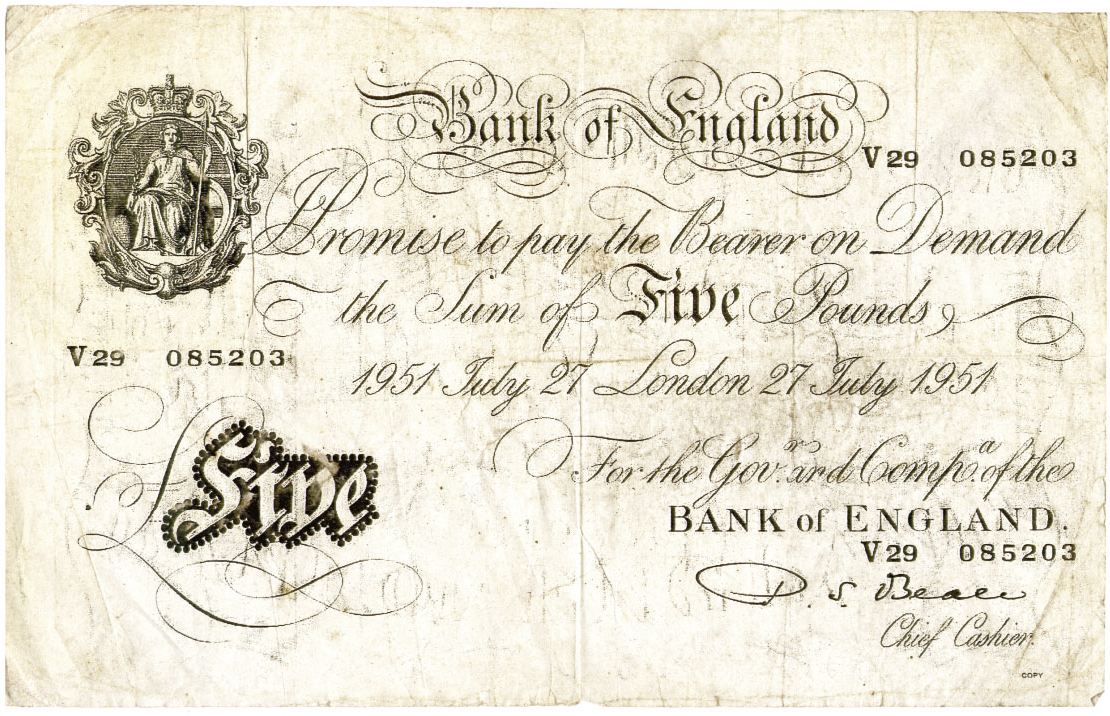 Bank of England
V29 085203
I Promise to pay the Bearer on Demand
the Sum of Five Pounds
V29 085203
1951 July 27 London 27 July 1951
Five
For the Gov.r and Comp.a of the
BANK of ENGLAND.
V29 085203
P. S. Beale
Chief Cashier.
COPY